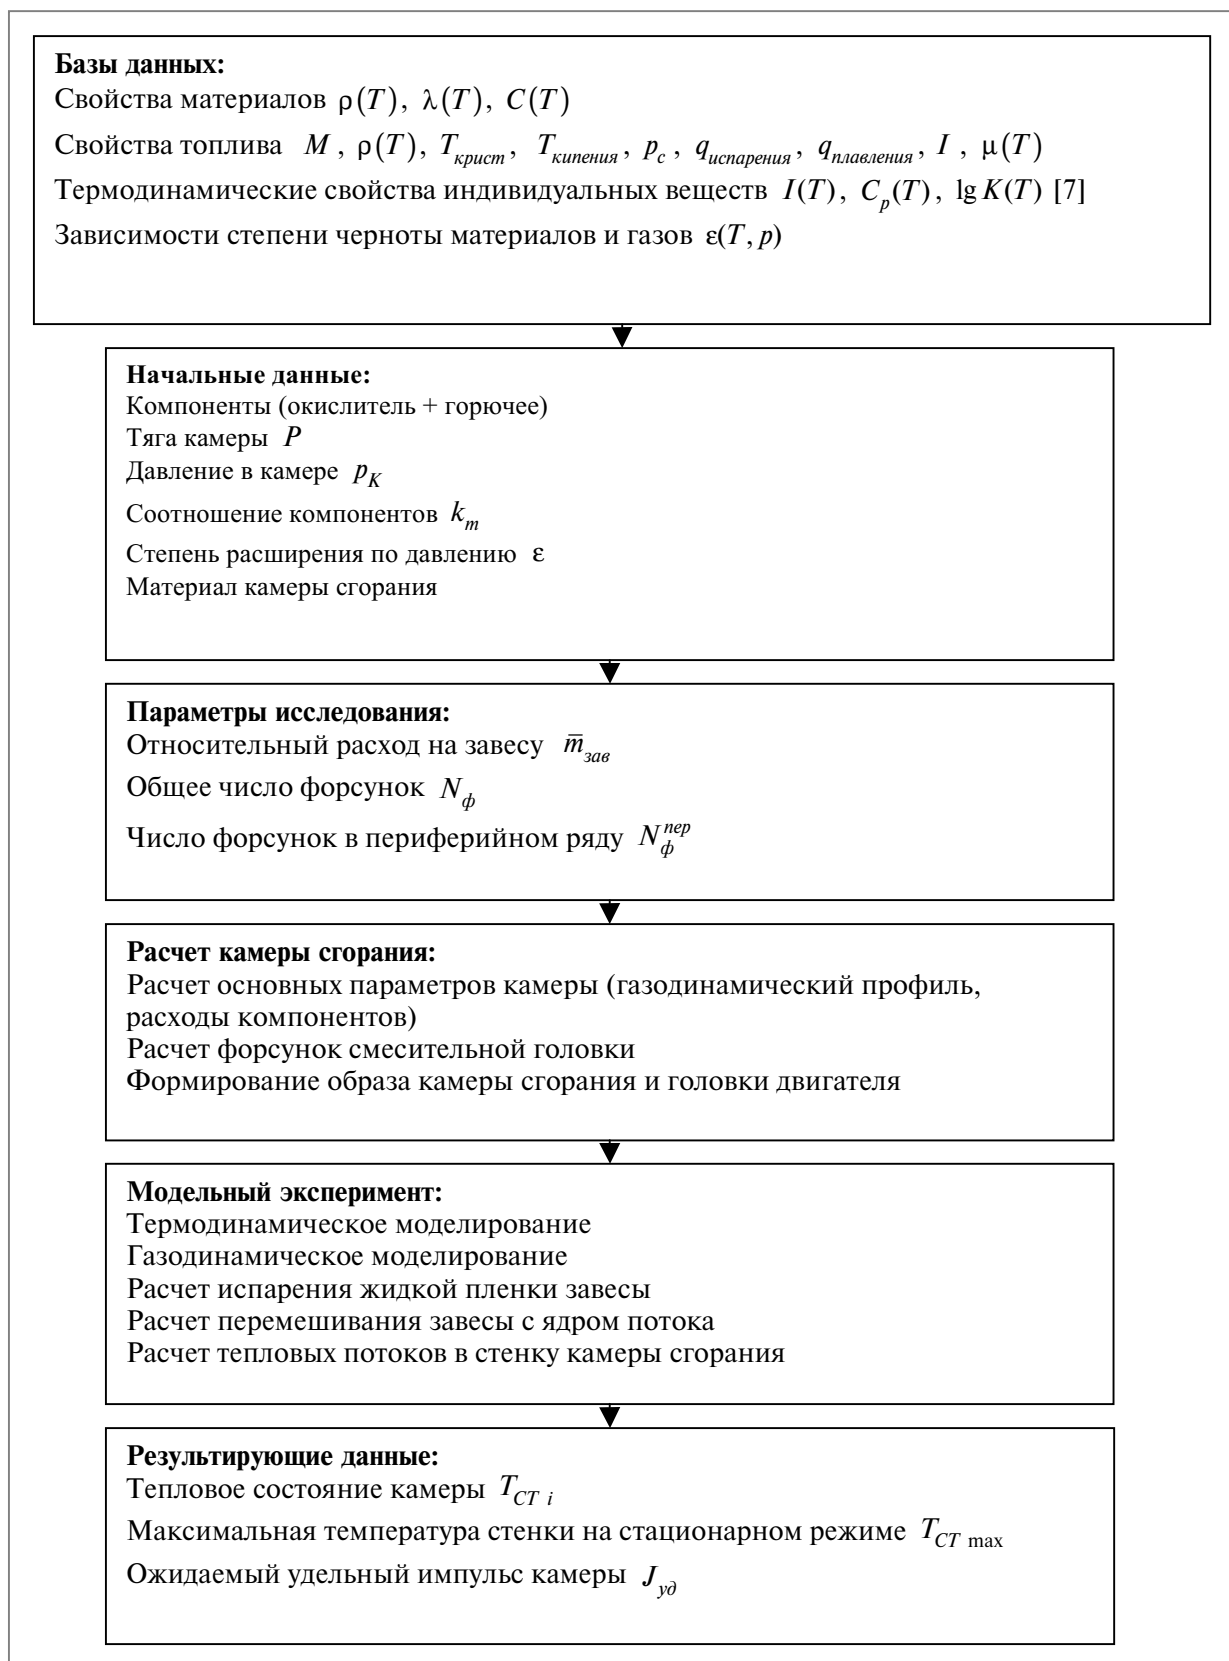 Базы данных:
Свойства материалов ρ(T), λ(T), C(T)
Свойства топлива M, ρ(T), T_крист, T_кипения, p_c, q_испарения, q_плавления, I, μ(T)
Термодинамические свойства индивидуальных веществ I(T), C_p(T), lg K(T) [7]
Зависимости степени черноты материалов и газов ε(T, p)
Начальные данные:
Компоненты (окислитель + горючее)
Тяга камеры P
Давление в камере p_K
Соотношение компонентов k_m
Степень расширения по давлению ε
Материал камеры сгорания
Параметры исследования:
Относительный расход на завесу m̅_зав
Общее число форсунок N_ф
Число форсунок в периферийном ряду N_ф^пер
Расчет камеры сгорания:
Расчет основных параметров камеры (газодинамический профиль,
расходы компонентов)
Расчет форсунок смесительной головки
Формирование образа камеры сгорания и головки двигателя
Модельный эксперимент:
Термодинамическое моделирование
Газодинамическое моделирование
Расчет испарения жидкой пленки завесы
Расчет перемешивания завесы с ядром потока
Расчет тепловых потоков в стенку камеры сгорания
Результирующие данные:
Тепловое состояние камеры T_CT i
Максимальная температура стенки на стационарном режиме T_CT max
Ожидаемый удельный импульс камеры J_уд